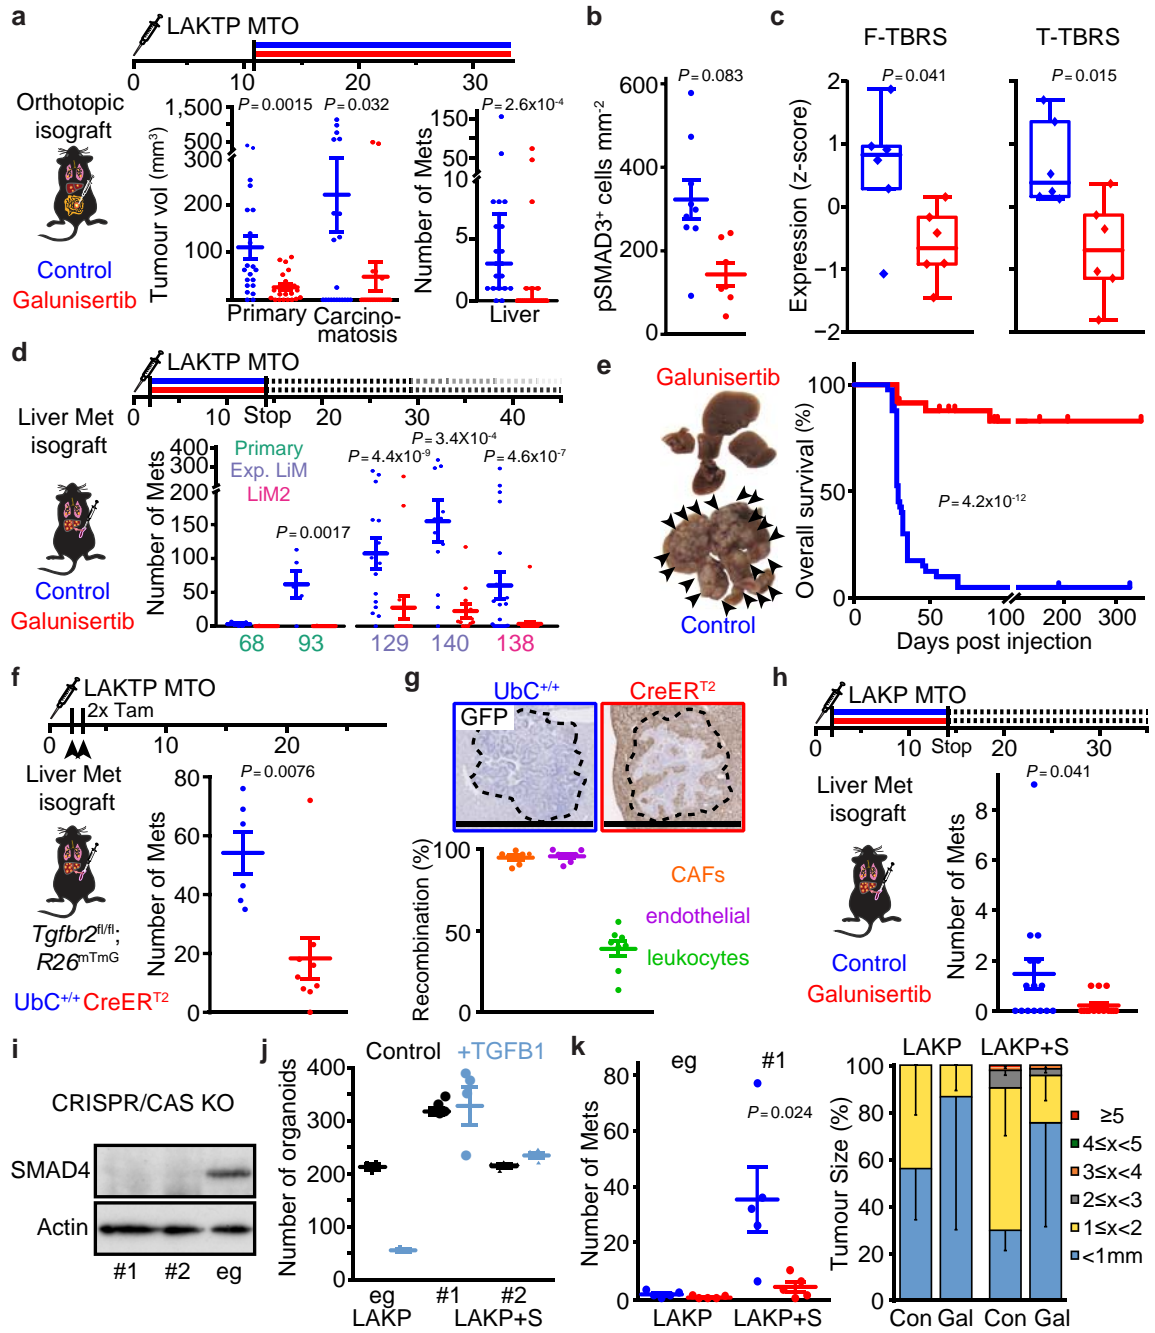 a
LAKTP MTO
0 10 20 30
Orthotopic
isograft
Control
Galunisertib
Tumour vol (mm³)
1,500
500
300
200
100
P = 0.0015
P = 0.032
Primary
Carcino-
matosis
Number of Mets
150
50
10
5
0
P = 2.6x10⁻⁴
Liver
b
pSMAD3⁺ cells mm⁻²
600
400
200
0
P = 0.083
c
F-TBRS
T-TBRS
Expression (z-score)
2
1
0
−1
−2
P = 0.041
P = 0.015
d
LAKTP MTO
0 10 20 30 40
Stop
Liver Met
isograft
Control
Galunisertib
Number of Mets
400
300
200
150
100
50
0
Primary
Exp. LiM
LiM2
P = 0.0017
P = 4.4x10⁻⁹
P = 3.4X10⁻⁴
P = 4.6x10⁻⁷
68 93 129 140 138
e
Galunisertib
Control
Overall survival (%)
100
50
0
P = 4.2x10⁻¹²
0 50 100 200 300
Days post injection
f
LAKTP MTO
2x Tam
0 10 20
Liver Met
isograft
Tgfbr2ᶠˡ/ᶠˡ;
R26ᵐᵀᵐᴳ
UbC⁺/⁺ CreERᵀ²
Number of Mets
80
60
40
20
0
P = 0.0076
g
UbC⁺/⁺
CreERᵀ²
GFP
Recombination (%)
100
50
0
CAFs
endothelial
leukocytes
h
LAKP MTO
0 10 20 30
Stop
Liver Met
isograft
Control
Galunisertib
Number of Mets
8
6
4
2
0
P = 0.041
i
CRISPR/CAS KO
SMAD4
Actin
#1 #2 eg
j
Control
+TGFB1
Number of organoids
400
300
200
100
0
eg #1 #2
LAKP LAKP+S
k
eg
#1
Number of Mets
80
60
40
20
0
P = 0.024
LAKP LAKP+S
LAKP LAKP+S
Tumour Size (%)
100
80
60
40
20
0
Con Gal Con Gal
≥5
4≤x<5
3≤x<4
2≤x<3
1≤x<2
<1mm